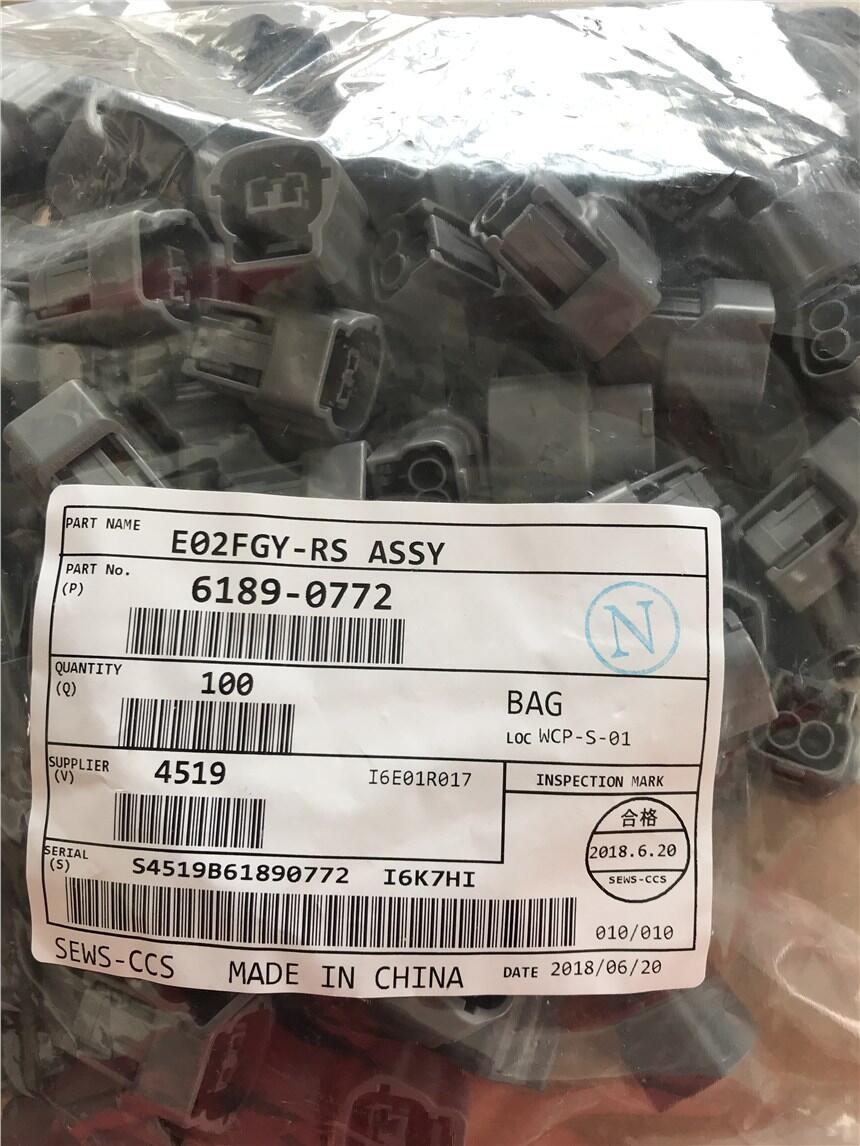 PART NAME E02FGY-RS ASSY
PART No.
(P) 6189-0772
N
QUANTITY
(Q) 100
BAG
LOC WCP-S-01
SUPPLIER
(V) 4519 I6E01R017
INSPECTION MARK
合格
2018.6.20
SEWS-CCS
SERIAL
(S) S4519B61890772 I6K7HI
010/010
SEWS-CCS MADE IN CHINA DATE 2018/06/20